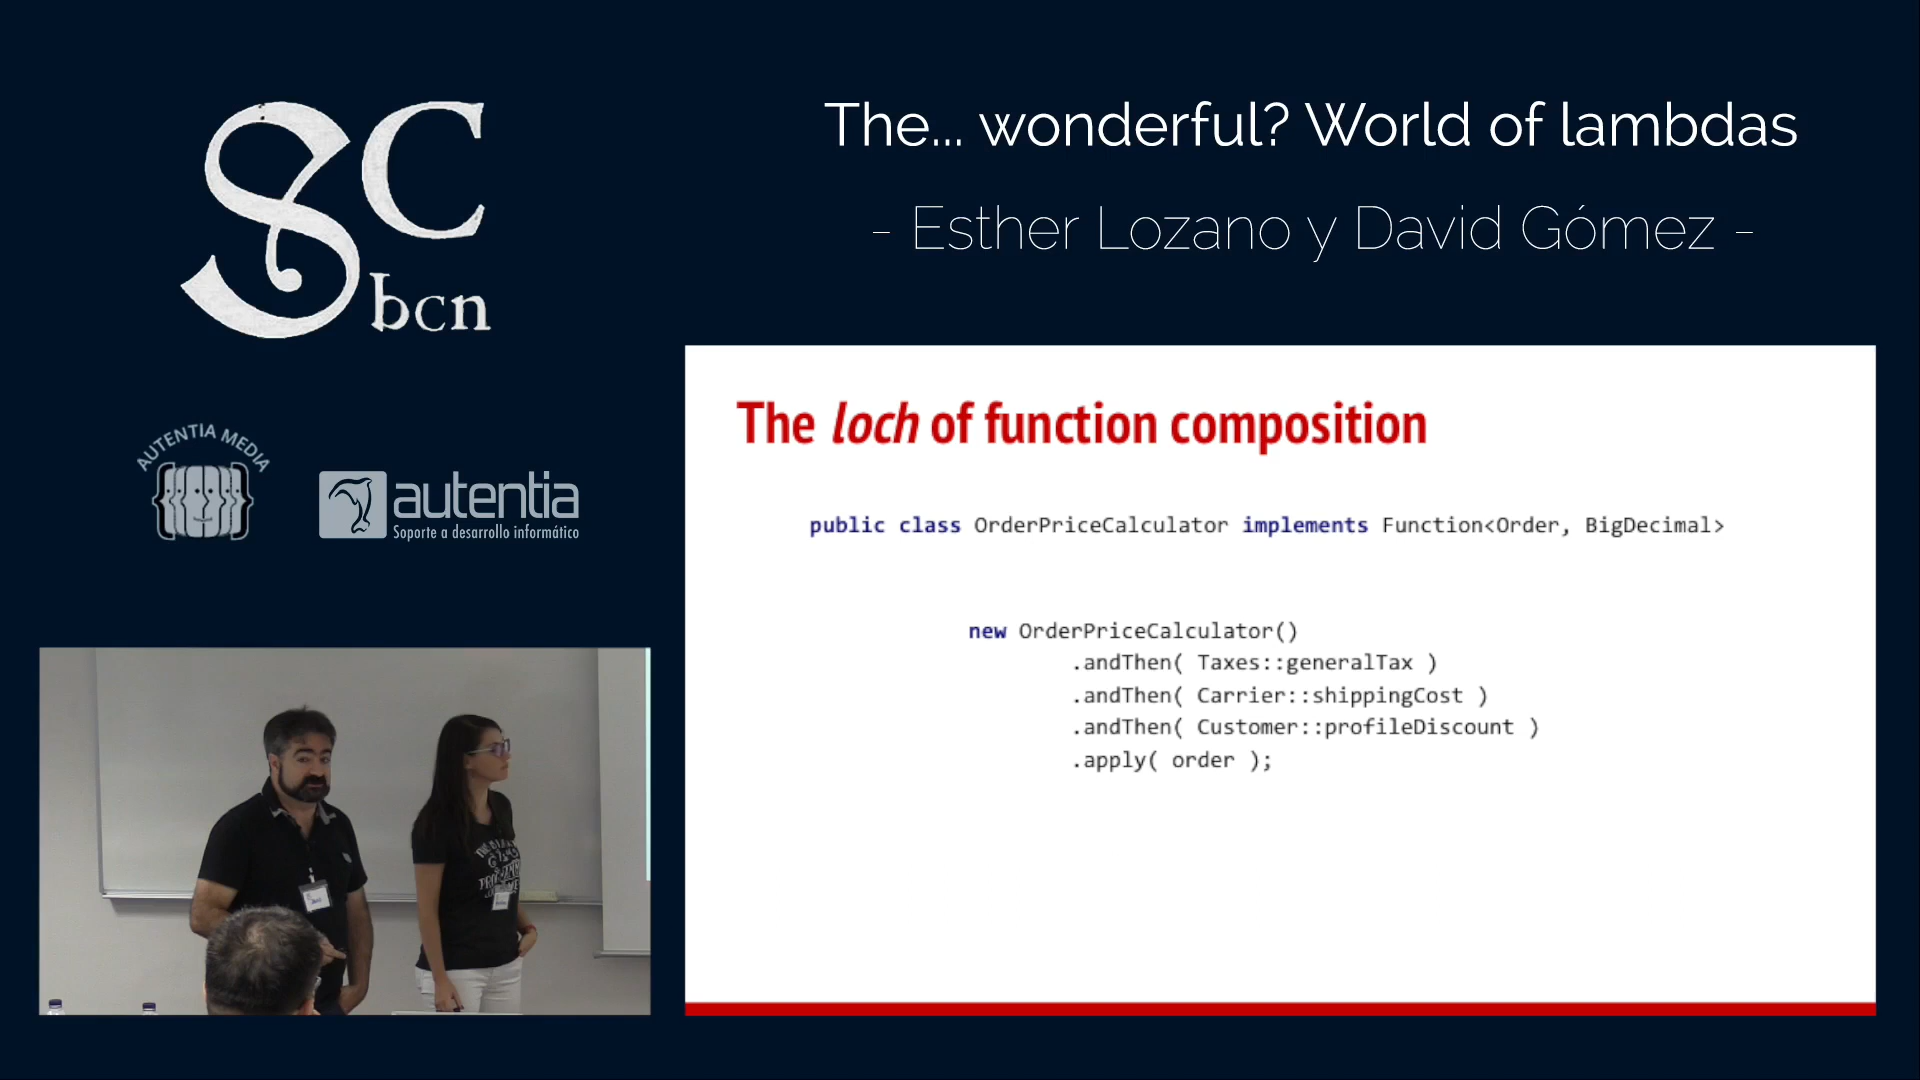 SC
bcn
The... wonderful? World of lambdas
- Esther Lozano y David Gómez -
AUTENTIA MEDIA
autentia
Soporte a desarrollo informático
The loch of function composition
public class OrderPriceCalculator implements Function<Order, BigDecimal>
new OrderPriceCalculator()
.andThen( Taxes::generalTax )
.andThen( Carrier::shippingCost )
.andThen( Customer::profileDiscount )
.apply( order );